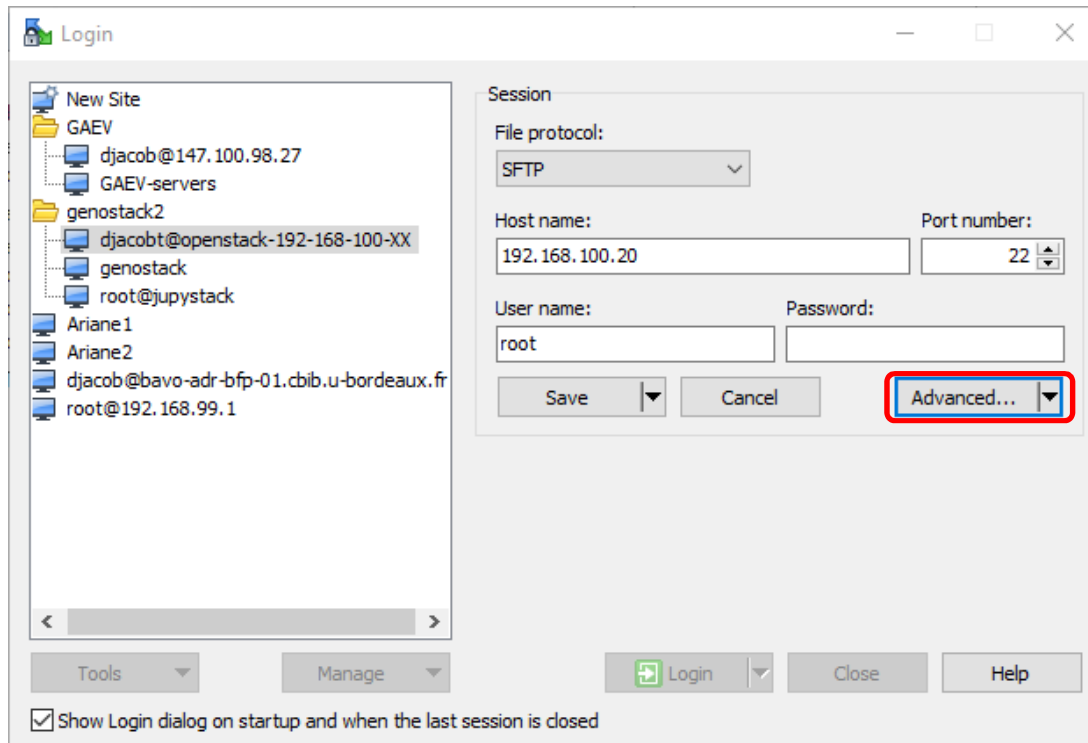 Login
New Site
GAEV
djacob@147.100.98.27
GAEV-servers
genostack2
djacobt@openstack-192-168-100-XX
genostack
root@jupystack
Ariane1
Ariane2
djacob@bavo-adr-bfp-01.cbib.u-bordeaux.fr
root@192.168.99.1
Session
File protocol:
SFTP
Host name: Port number:
192.168.100.20 22
User name: Password:
root
Save Cancel Advanced...
Tools Manage Login Close Help
Show Login dialog on startup and when the last session is closed